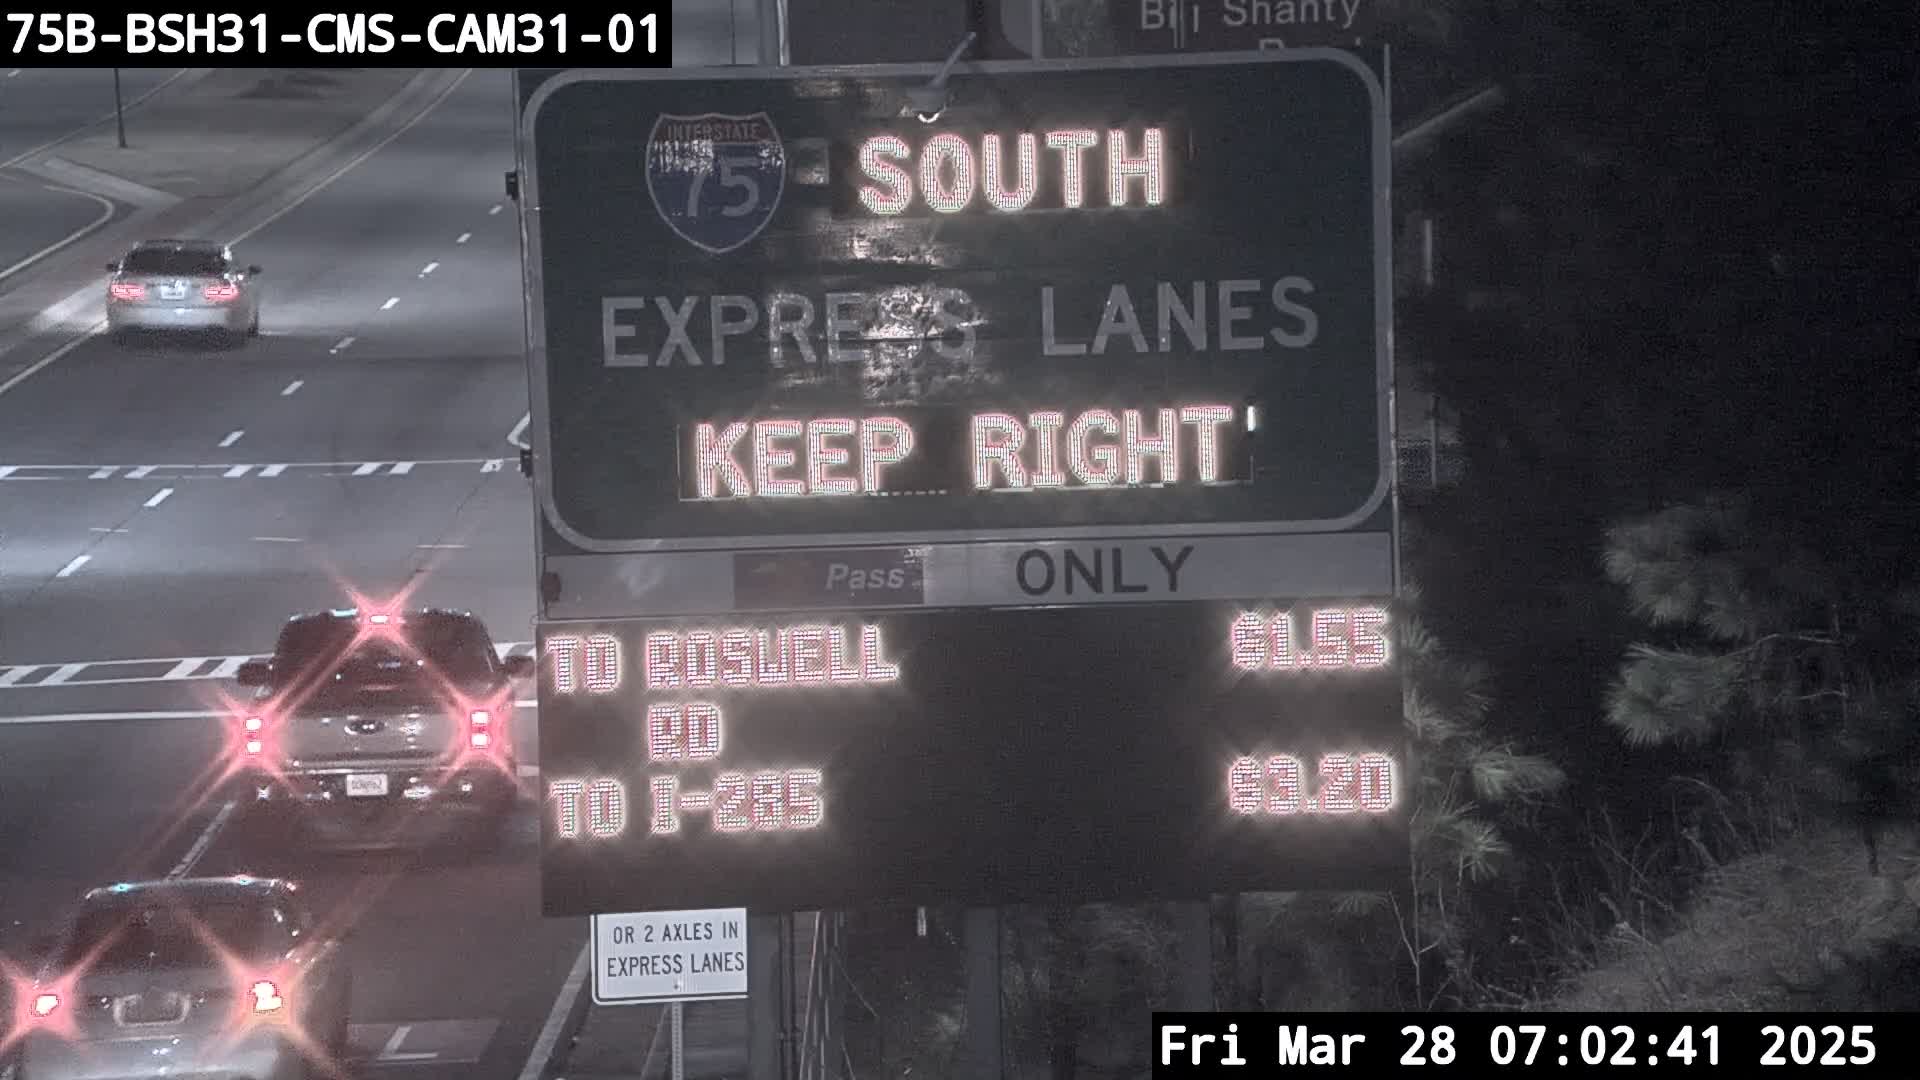 75B-BSH31-CMS-CAM31-01
Shanty
INTERSTATE
75
SOUTH
EXPRESS LANES
KEEP RIGHT
Pass ONLY
TO ROSWELL $1.55
RD
TO I-285 $3.20
OR 2 AXLES IN
EXPRESS LANES
Fri Mar 28 07:02:41 2025